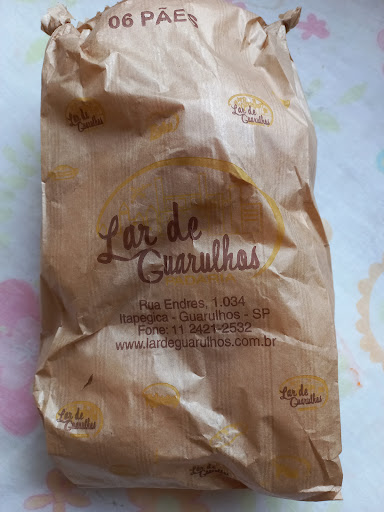 06 PÃES
Lar de
Guarulhos
Lar de
Guarulhos
Rua Endres, 1.034
Itapegica - Guarulhos - SP
Fone: 11 2421-2532
www.lardeguarulhos.com.br
Lar de
Guarulhos
Lar de
Guarulhos
Lar de